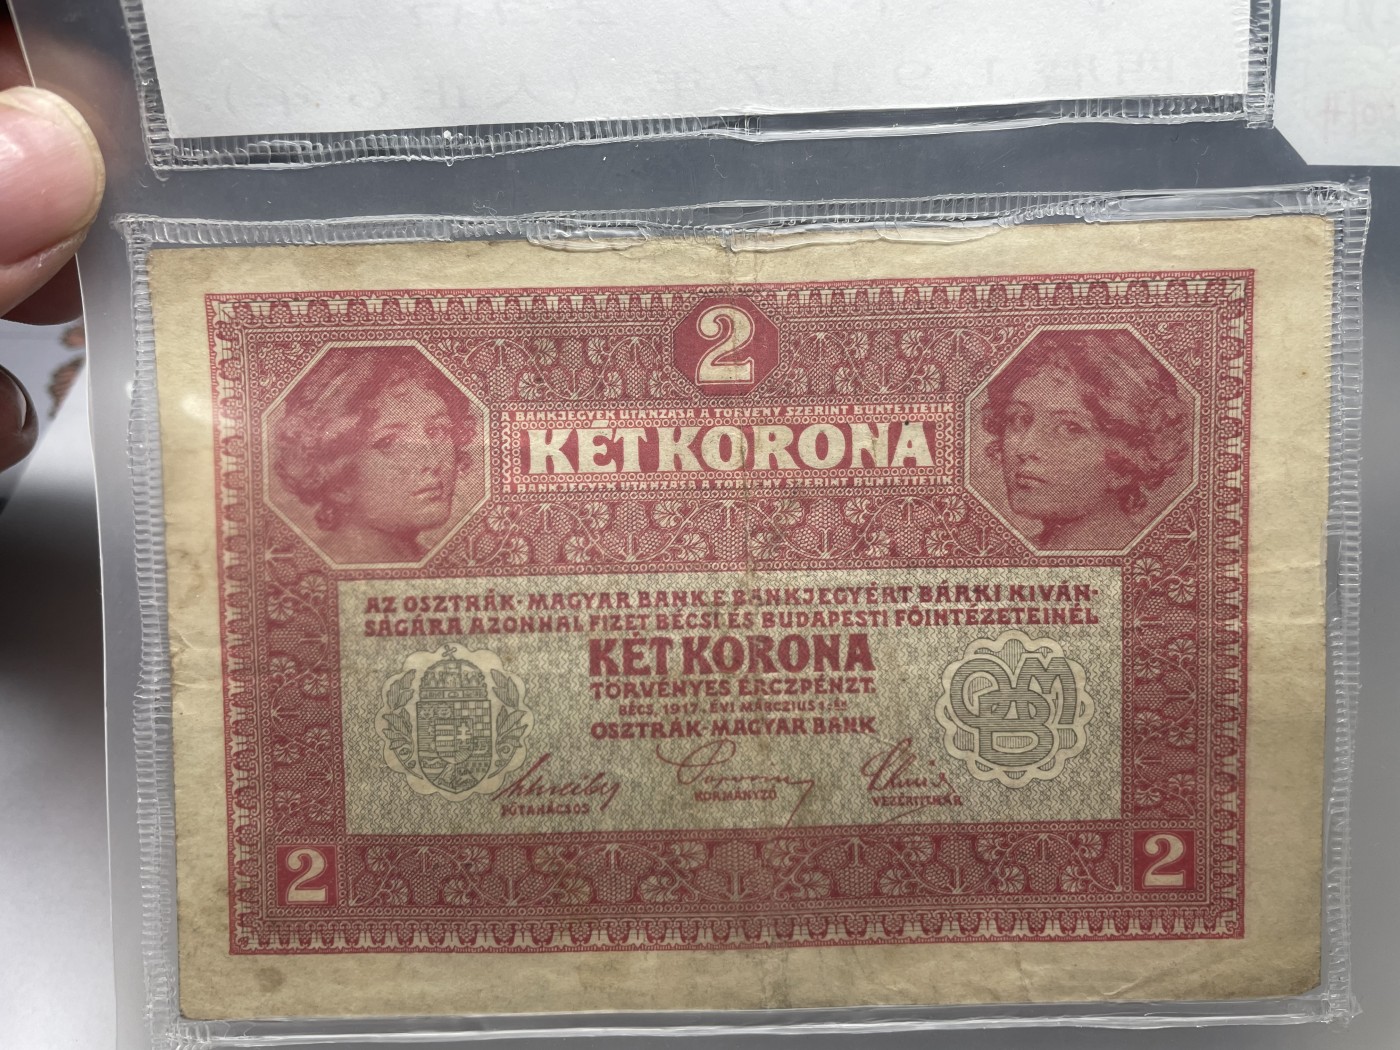 2
A BANKJEGYEK UTÁNZÁSA A TÖRVÉNY SZERINT BÜNTETTETIK
KÉT KORONA
A BANKJEGYEK UTÁNZÁSA A TÖRVÉNY SZERINT BÜNTETTETIK
AZ OSZTRÁK-MAGYAR BANK E BANKJEGYÉRT BÁRKI KIVÁN-
SÁGÁRA AZONNAL FIZET BÉCSI ÉS BUDAPESTI FŐINTÉZETEINÉL
KÉT KORONA
TÖRVÉNYES ÉRCZPÉNZT.
BÉCS, 1917. ÉVI MÁRCZIUS 1-ÉN
OSZTRÁK-MAGYAR BANK
FŐTANÁCSOS
KORMÁNYZÓ
VEZÉRTITKÁR
2 2